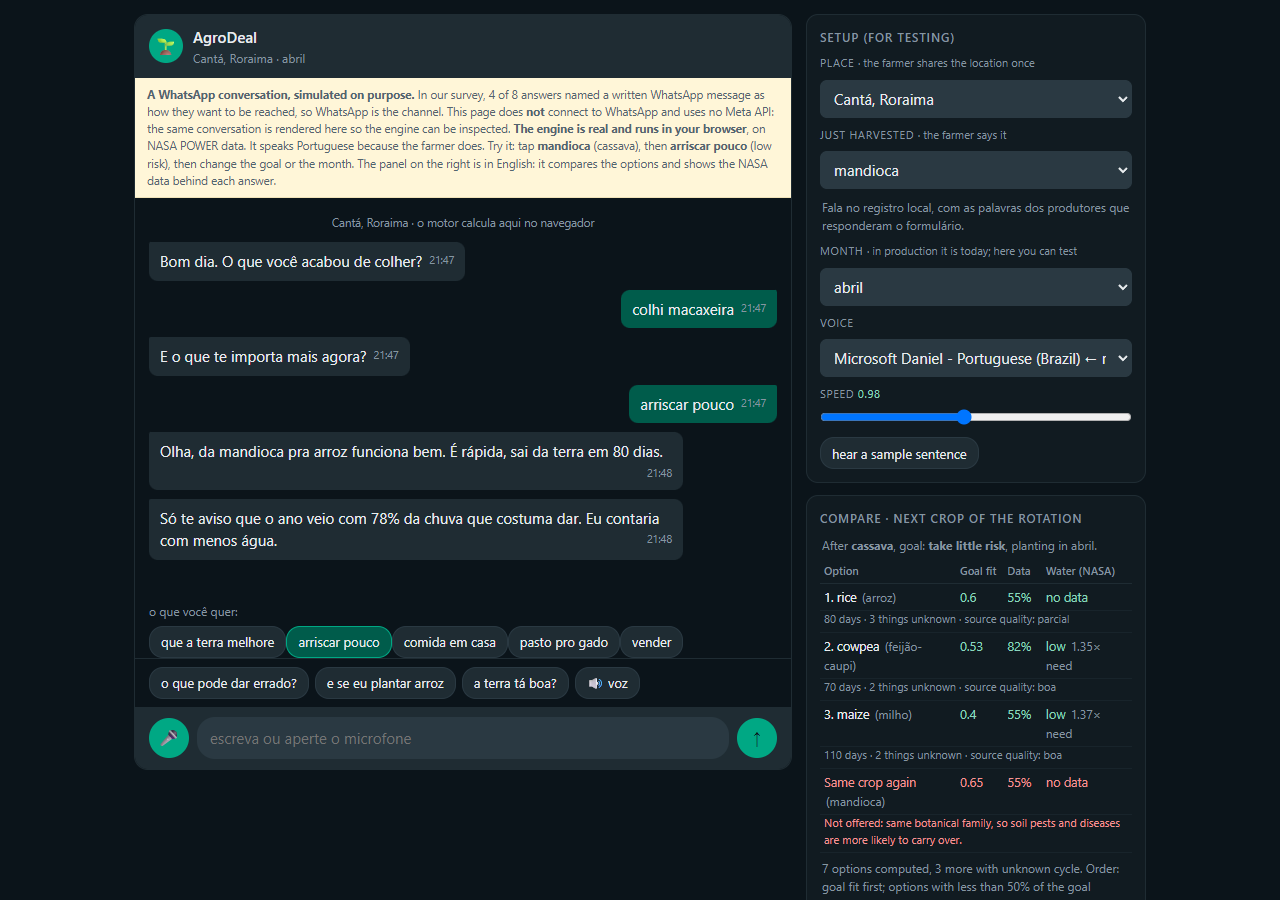 AgroDeal
Cantá, Roraima · abril
A WhatsApp conversation, simulated on purpose. In our survey, 4 of 8 answers named a written WhatsApp message as
how they want to be reached, so WhatsApp is the channel. This page does not connect to WhatsApp and uses no Meta API:
the same conversation is rendered here so the engine can be inspected. The engine is real and runs in your browser, on
NASA POWER data. It speaks Portuguese because the farmer does. Try it: tap mandioca (cassava), then arriscar pouco (low
risk), then change the goal or the month. The panel on the right is in English: it compares the options and shows the NASA
data behind each answer.
Cantá, Roraima · o motor calcula aqui no navegador
Bom dia. O que você acabou de colher? 21:47
colhi macaxeira 21:47
E o que te importa mais agora? 21:47
arriscar pouco 21:47
Olha, da mandioca pra arroz funciona bem. É rápida, sai da terra em 80 dias.
21:48
Só te aviso que o ano veio com 78% da chuva que costuma dar. Eu contaria
com menos água. 21:48
o que você quer:
que a terra melhore arriscar pouco comida em casa pasto pro gado vender
o que pode dar errado? e se eu plantar arroz a terra tá boa? voz
escreva ou aperte o microfone ↑
SETUP (FOR TESTING)
PLACE · the farmer shares the location once
Cantá, Roraima
JUST HARVESTED · the farmer says it
mandioca
Fala no registro local, com as palavras dos produtores que
responderam o formulário.
MONTH · in production it is today; here you can test
abril
VOICE
Microsoft Daniel - Portuguese (Brazil) ← r
SPEED 0.98
hear a sample sentence
COMPARE · NEXT CROP OF THE ROTATION
After cassava, goal: take little risk, planting in abril.
Option Goal fit Data Water (NASA)
1. rice (arroz) 0.6 55% no data
80 days · 3 things unknown · source quality: parcial
2. cowpea (feijão- 0.53 82% low 1.35×
caupi) need
70 days · 2 things unknown · source quality: boa
3. maize (milho) 0.4 55% low 1.37×
need
110 days · 2 things unknown · source quality: boa
Same crop again 0.65 55% no data
(mandioca)
Not offered: same botanical family, so soil pests and diseases
are more likely to carry over.
7 options computed, 3 more with unknown cycle. Order:
goal fit first; options with less than 50% of the goal